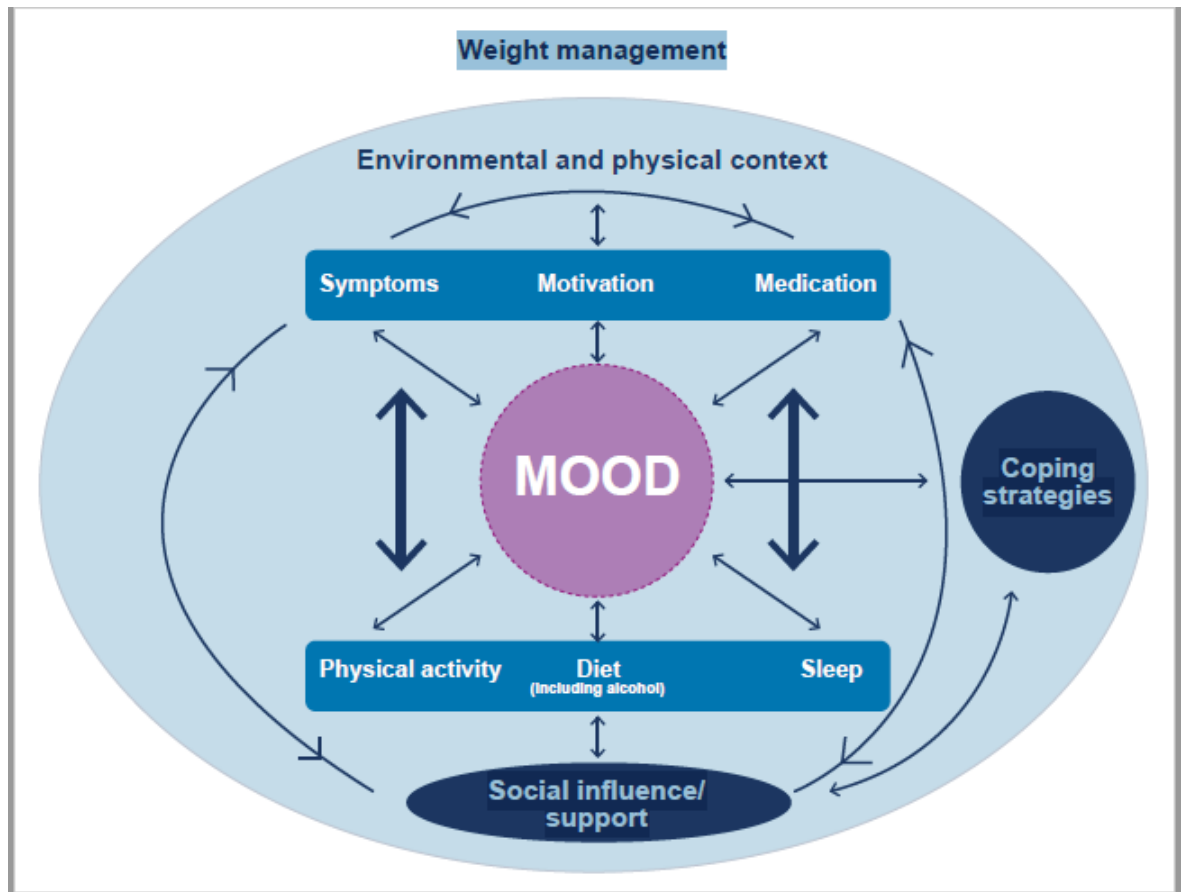 Weight management
Environmental and physical context
Symptoms Motivation Medication
MOOD
Coping
strategies
Physical activity Diet Sleep
(including alcohol)
Social influence/
support